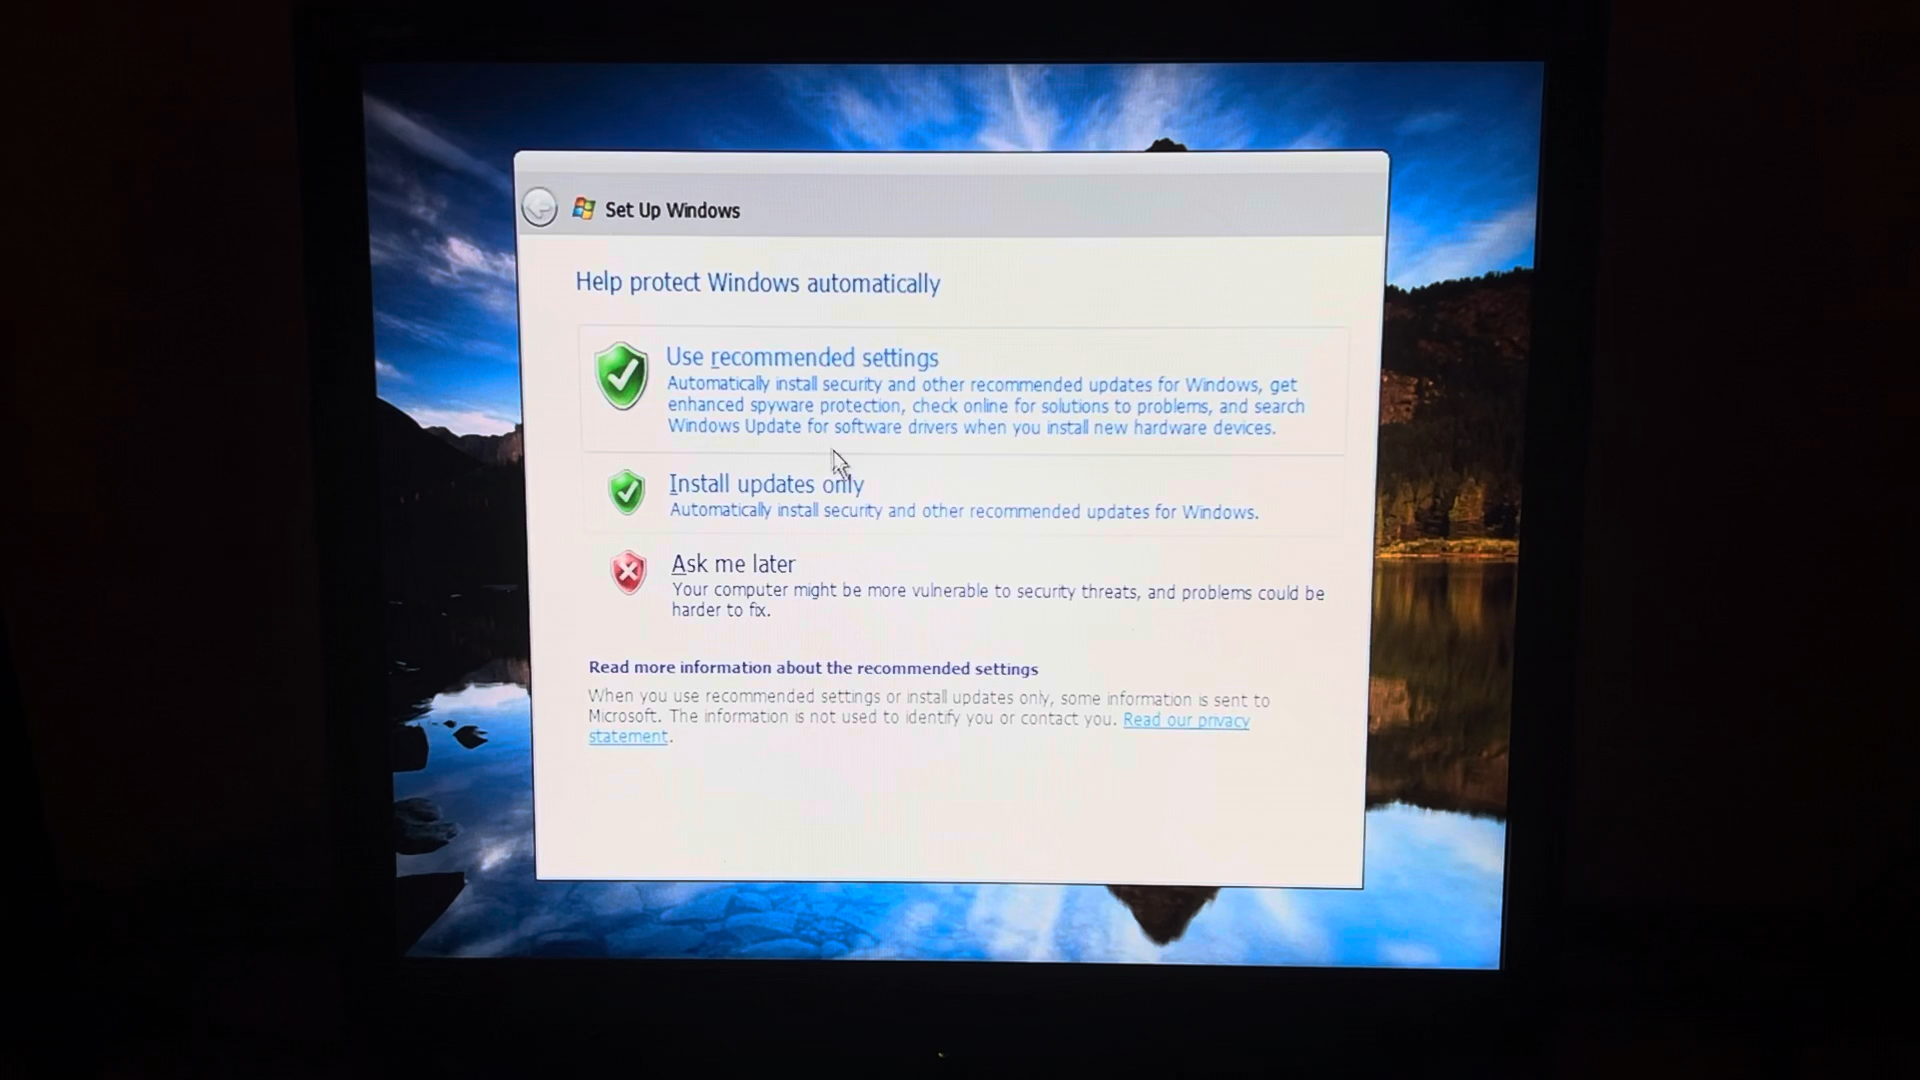 Set Up Windows
Help protect Windows automatically
Use recommended settings
Automatically install security and other recommended updates for Windows, get
enhanced spyware protection, check online for solutions to problems, and search
Windows Update for software drivers when you install new hardware devices.
Install updates only
Automatically install security and other recommended updates for Windows.
Ask me later
Your computer might be more vulnerable to security threats, and problems could be
harder to fix.
Read more information about the recommended settings
When you use recommended settings or install updates only, some information is sent to
Microsoft. The information is not used to identify you or contact you. Read our privacy
statement.